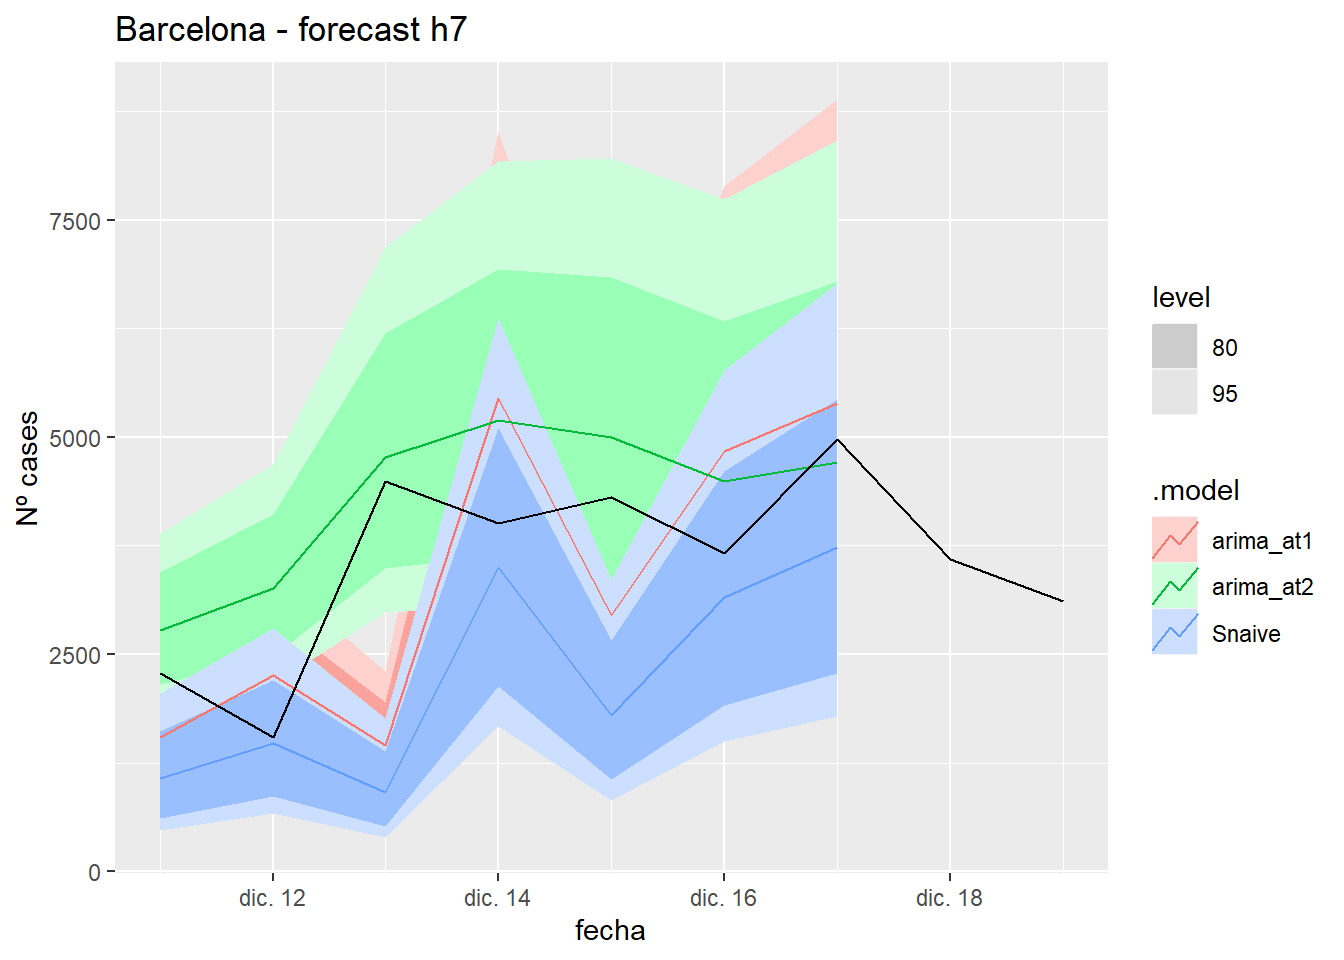 Barcelona - forecast h7
Nº cases
7500
5000
2500
0
dic. 12
dic. 14
dic. 16
dic. 18
fecha
level
80
95
.model
arima_at1
arima_at2
Snaive